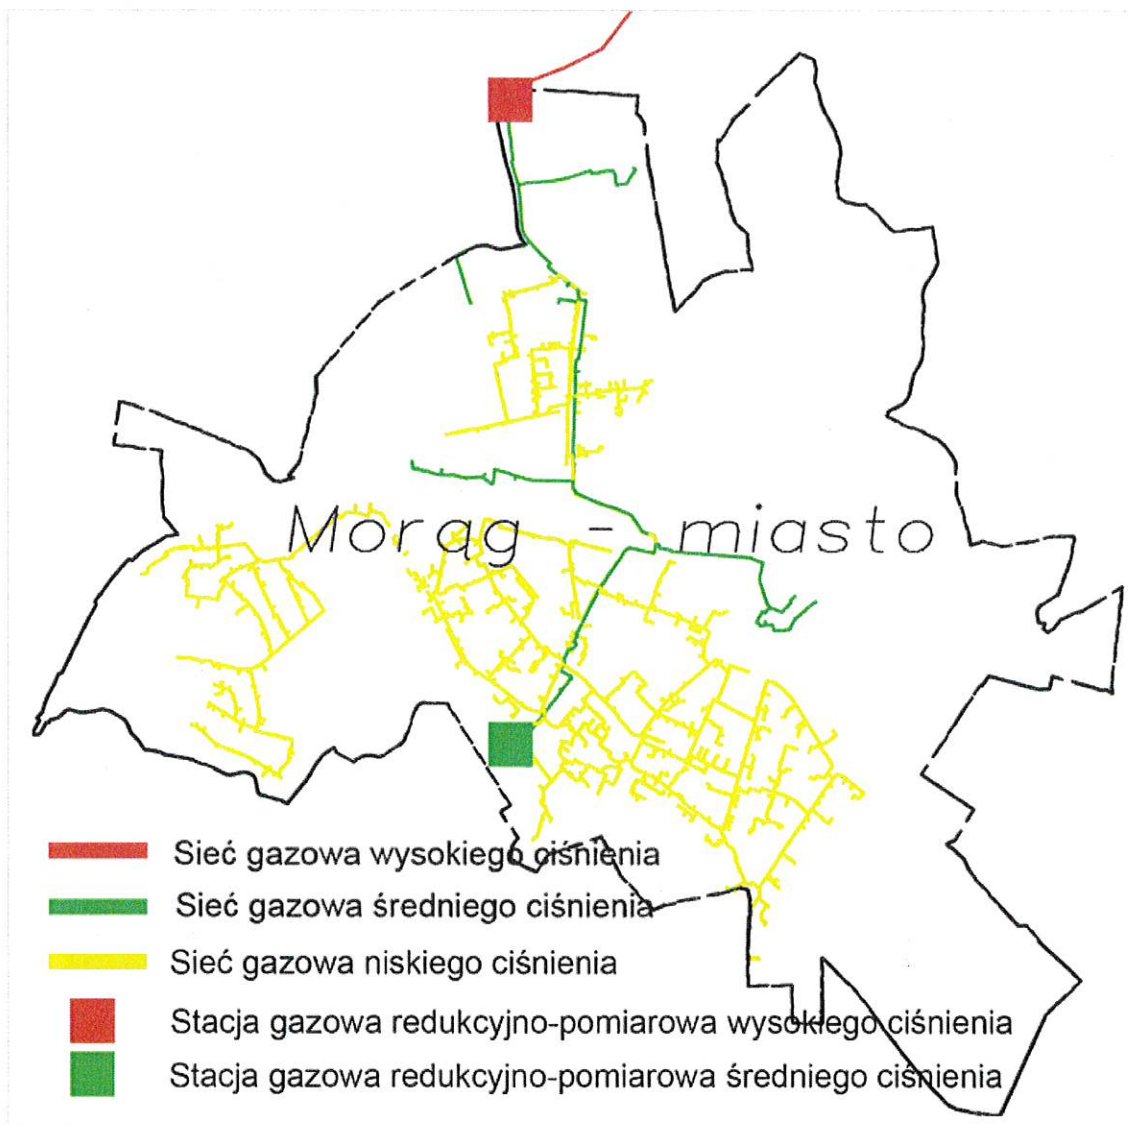 Morąg - miasto
Sieć gazowa wysokiego ciśnienia
Sieć gazowa średniego ciśnienia
Sieć gazowa niskiego ciśnienia
Stacja gazowa redukcyjno-pomiarowa wysokiego ciśnienia
Stacja gazowa redukcyjno-pomiarowa średniego ciśnienia